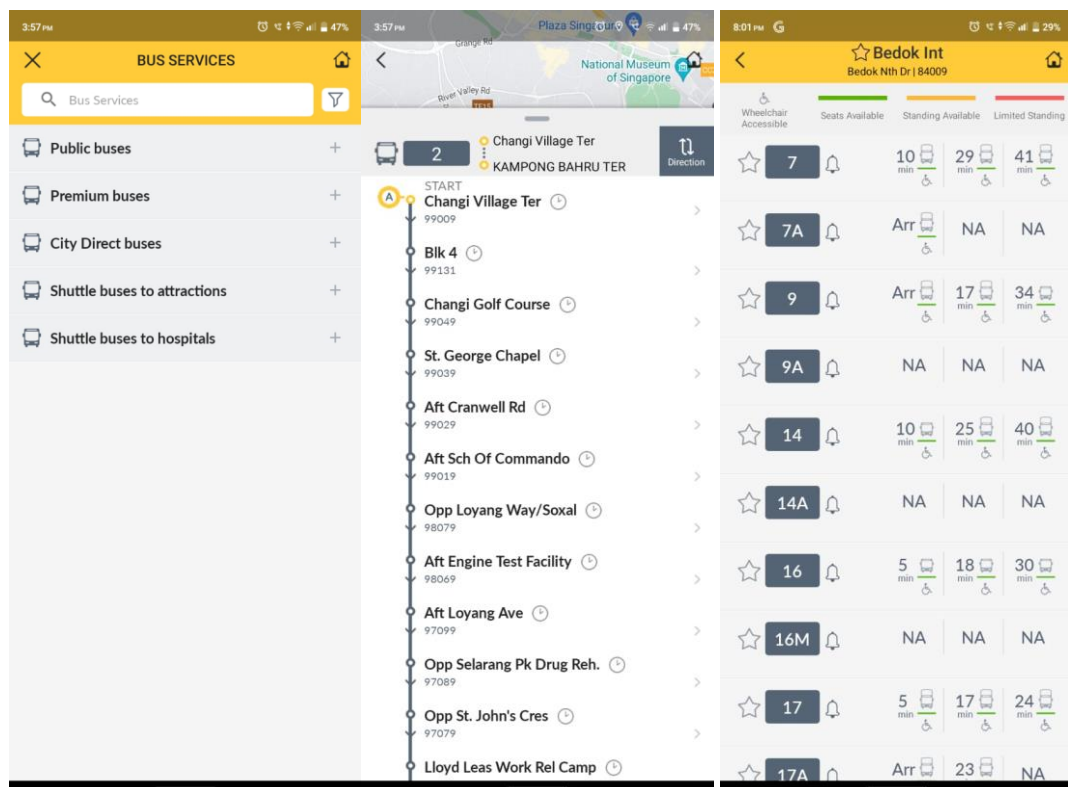 3:57 PM 47%
BUS SERVICES
Bus Services
Public buses +
Premium buses +
City Direct buses +
Shuttle buses to attractions +
Shuttle buses to hospitals +
3:57 PM 47%
Plaza Singapur
Grange Rd
National Museum
of Singapore
River Valley Rd
TE15
2
Changi Village Ter
KAMPONG BAHRU TER
Direction
A
START
Changi Village Ter
99009
Blk 4
99131
Changi Golf Course
99049
St. George Chapel
99039
Aft Cranwell Rd
99029
Aft Sch Of Commando
99019
Opp Loyang Way/Soxal
98079
Aft Engine Test Facility
98069
Aft Loyang Ave
97099
Opp Selarang Pk Drug Reh.
97089
Opp St. John's Cres
97079
Lloyd Leas Work Rel Camp
8:01 PM G 29%
Bedok Int
Bedok Nth Dr | 84009
Wheelchair
Accessible
Seats Available
Standing Available
Limited Standing
7 10 min 29 min 41 min
7A Arr NA NA
9 Arr 17 min 34 min
9A NA NA NA
14 10 min 25 min 40 min
14A NA NA NA
16 5 min 18 min 30 min
16M NA NA NA
17 5 min 17 min 24 min
17A Arr 23 NA